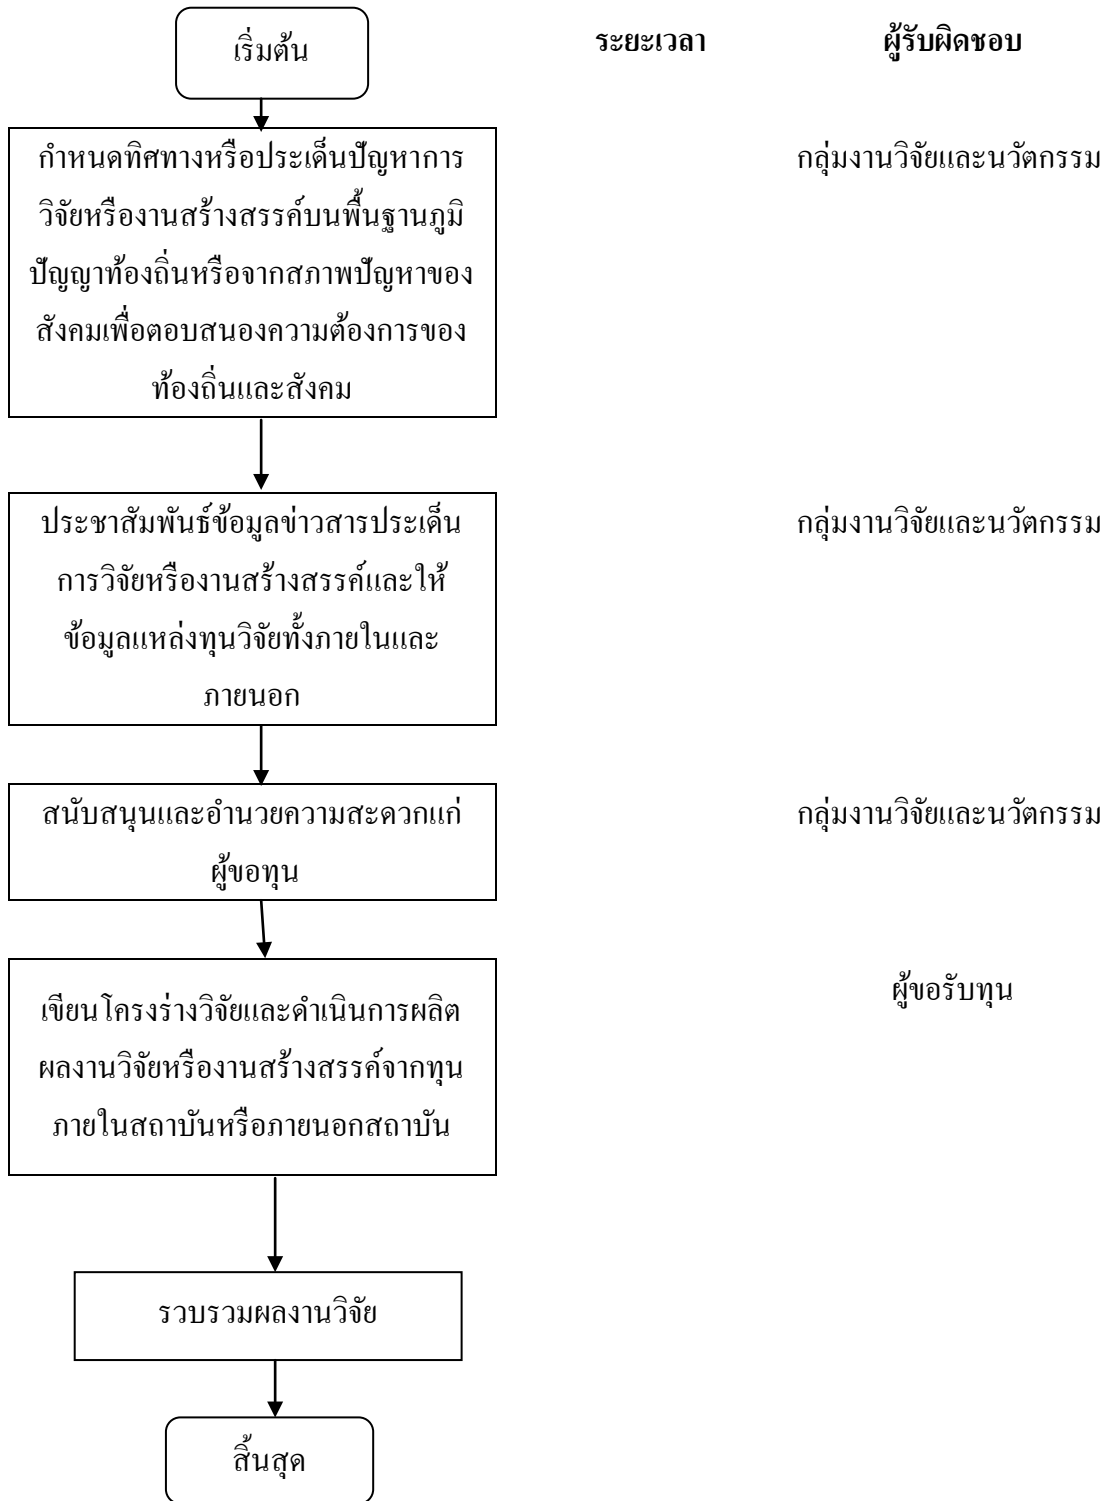 เริ่มต้น
ระยะเวลา
ผู้รับผิดชอบ
กำหนดทิศทางหรือประเด็นปัญหาการ
วิจัยหรืองานสร้างสรรค์บนพื้นฐานภูมิ
ปัญญาท้องถิ่นหรือจากสภาพปัญหาของ
สังคมเพื่อตอบสนองความต้องการของ
ท้องถิ่นและสังคม
กลุ่มงานวิจัยและนวัตกรรม
ประชาสัมพันธ์ข้อมูลข่าวสารประเด็น
การวิจัยหรืองานสร้างสรรค์และให้
ข้อมูลแหล่งทุนวิจัยทั้งภายในและ
ภายนอก
กลุ่มงานวิจัยและนวัตกรรม
สนับสนุนและอำนวยความสะดวกแก่
ผู้ขอทุน
กลุ่มงานวิจัยและนวัตกรรม
เขียนโครงร่างวิจัยและดำเนินการผลิต
ผลงานวิจัยหรืองานสร้างสรรค์จากทุน
ภายในสถาบันหรือภายนอกสถาบัน
ผู้ขอรับทุน
รวบรวมผลงานวิจัย
สิ้นสุด